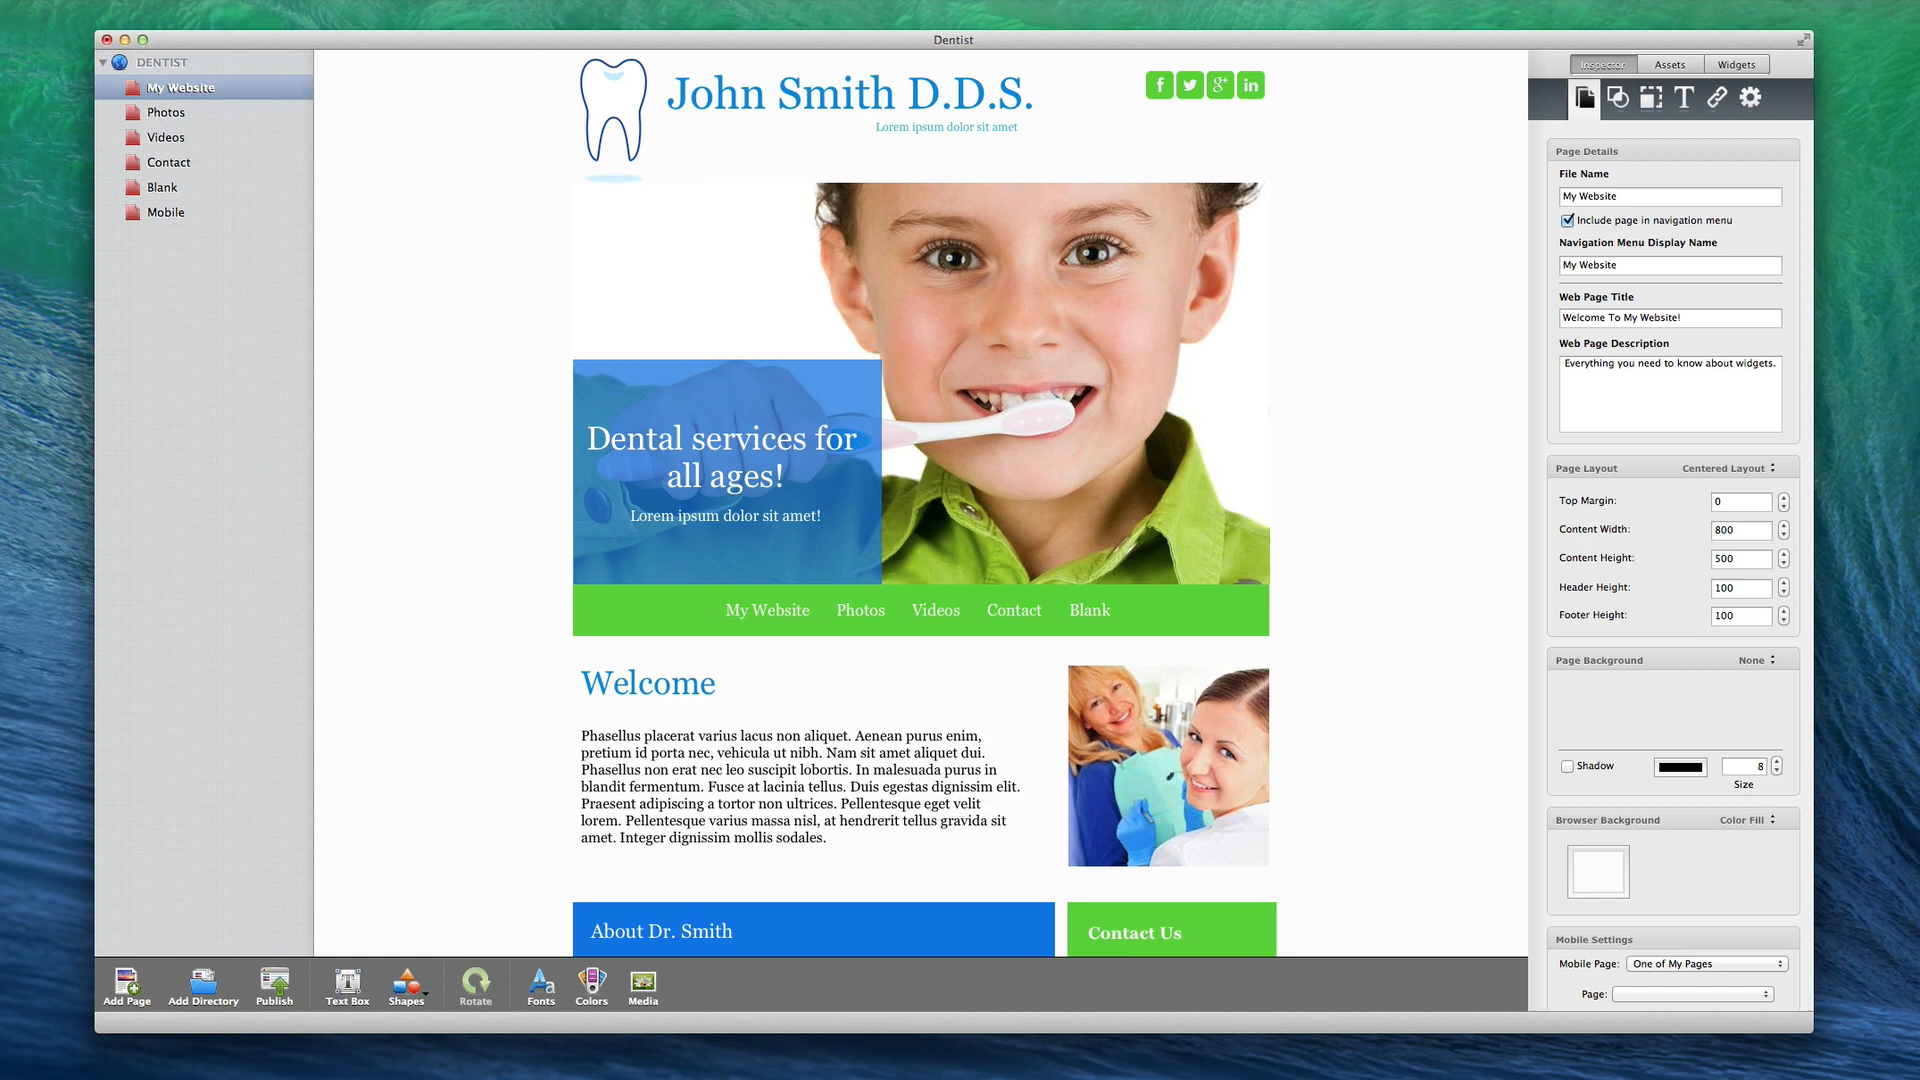 Dentist
DENTIST
My Website
Photos
Videos
Contact
Blank
Mobile
John Smith D.D.S.
Lorem ipsum dolor sit amet
f g+ in
Dental services for
all ages!
Lorem ipsum dolor sit amet!
My Website Photos Videos Contact Blank
Welcome
Phasellus placerat varius lacus non aliquet. Aenean purus enim,
pretium id porta nec, vehicula ut nibh. Nam sit amet aliquet dui.
Phasellus non erat nec leo suscipit lobortis. In malesuada purus in
blandit fermentum. Fusce at lacinia tellus. Duis egestas dignissim elit.
Praesent adipiscing a tortor non ultrices. Pellentesque eget velit
lorem. Pellentesque varius massa nisl, at hendrerit tellus gravida sit
amet. Integer dignissim mollis sodales.
About Dr. Smith
Contact Us
Inspector Assets Widgets
T
Page Details
File Name
My Website
Include page in navigation menu
Navigation Menu Display Name
My Website
Web Page Title
Welcome To My Website!
Web Page Description
Everything you need to know about widgets.
Page Layout Centered Layout
Top Margin: 0
Content Width: 800
Content Height: 500
Header Height: 100
Footer Height: 100
Page Background None
Shadow 8
Size
Browser Background Color Fill
Mobile Settings
Mobile Page: One of My Pages
Page:
Add Page Add Directory Publish Text Box Shapes Rotate Fonts Colors Media